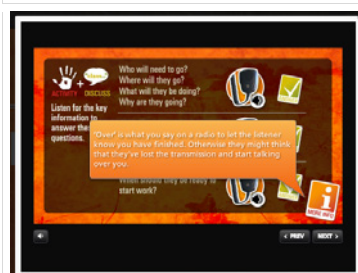 ACTIVITY + DISCUSS
Listen for the key
information to
answer these
questions.
Who will need to go?
Where will they go?
What will they be doing?
Why are they going?
"Over" is what you say on a radio to let the listener
know you have finished. Otherwise they might think
that they've lost the transmission and start talking
over you.
When should they be ready to
start work?
MORE INFO
< PREV
NEXT >